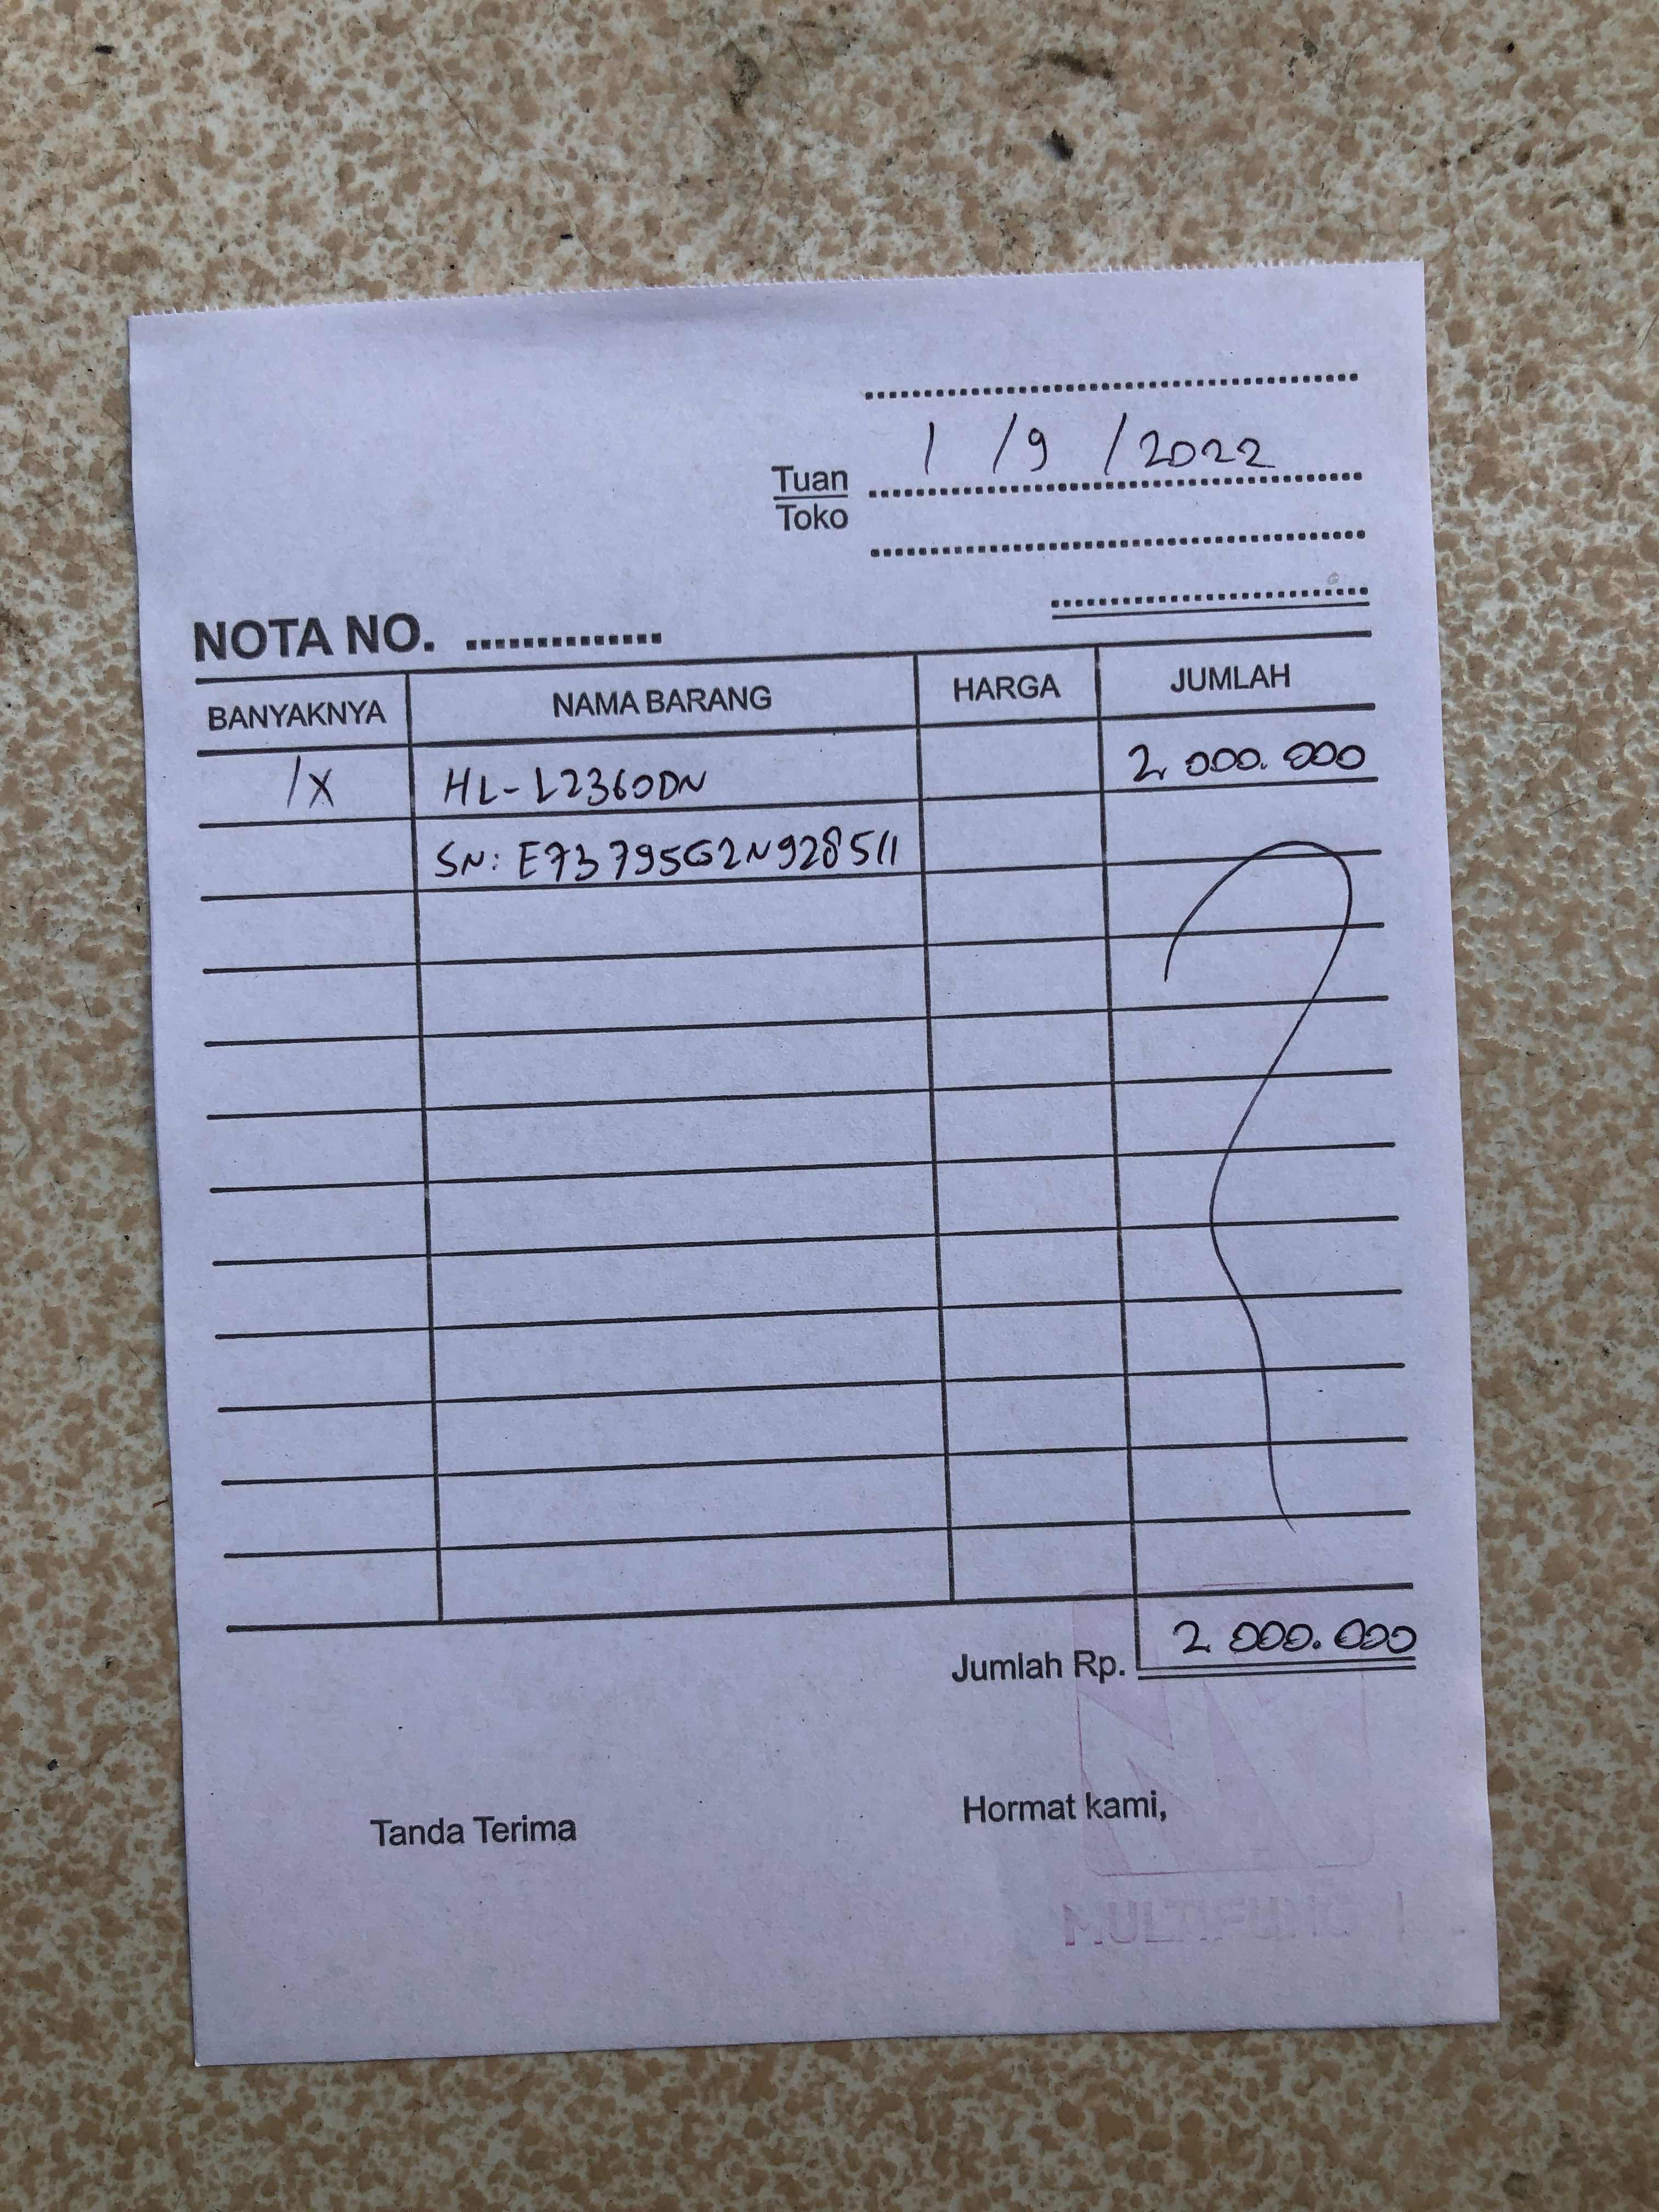 1 / 9 / 2022
Tuan
Toko
NOTA NO.
BANYAKNYA NAMA BARANG HARGA JUMLAH
1X HL-L2360DN 2.000.000
SN: E73795G2N928511
Jumlah Rp. 2.000.000
Tanda Terima Hormat kami,